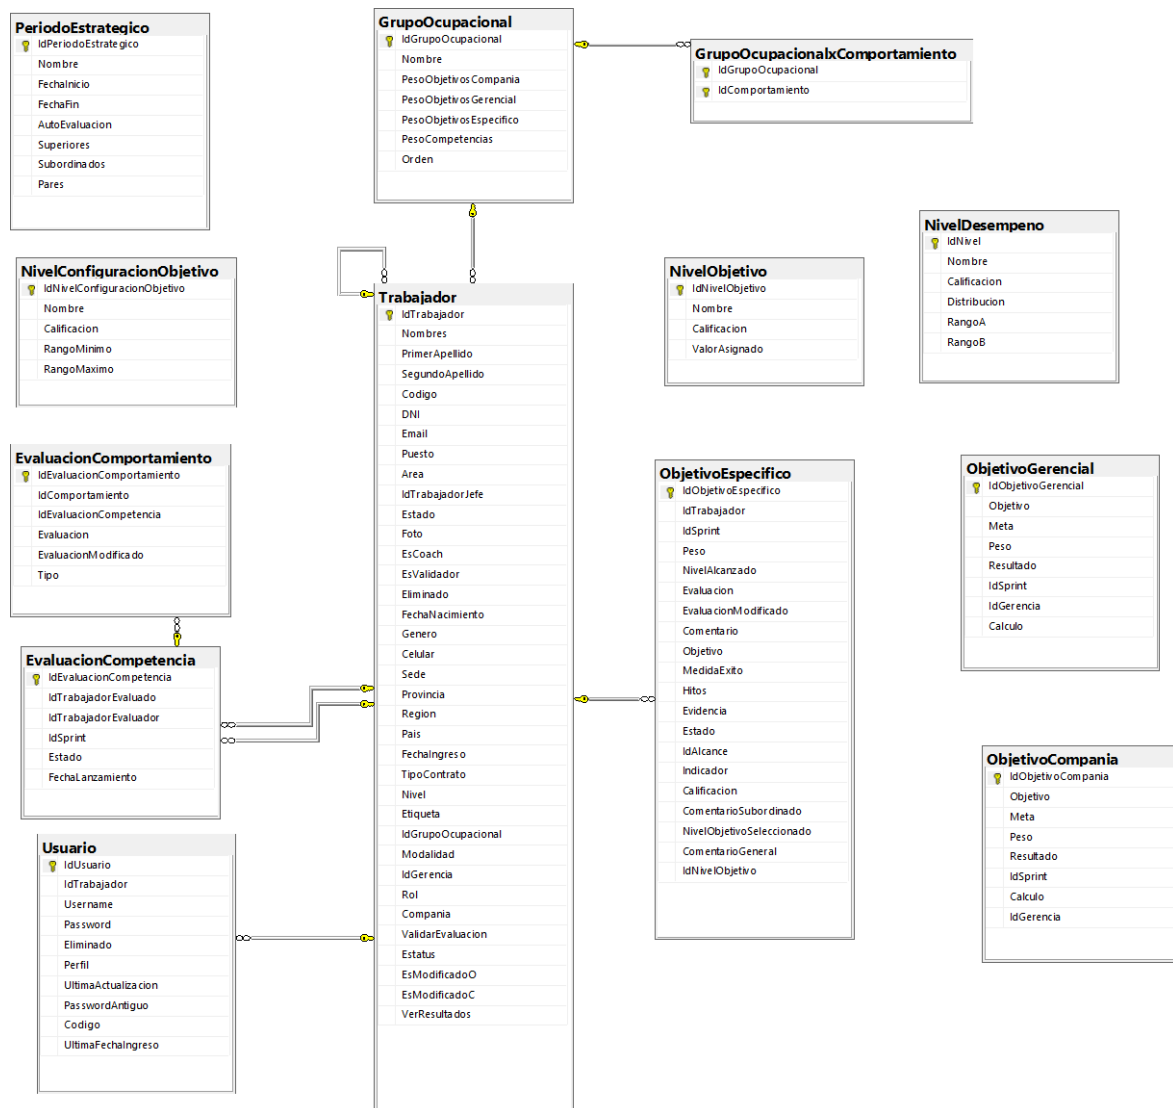 PeriodoEstrategico
IdPeriodoEstrategico
Nombre
FechaInicio
FechaFin
AutoEvaluacion
Superiores
Subordinados
Pares
GrupoOcupacional
IdGrupoOcupacional
Nombre
PesoObjetivosCompania
PesoObjetivosGerencial
PesoObjetivosEspecifico
PesoCompetencias
Orden
GrupoOcupacionalxComportamiento
IdGrupoOcupacional
IdComportamiento
NivelConfiguracionObjetivo
IdNivelConfiguracionObjetivo
Nombre
Calificacion
RangoMinimo
RangoMaximo
NivelObjetivo
IdNivelObjetivo
Nombre
Calificacion
ValorAsignado
NivelDesempeno
IdNivel
Nombre
Calificacion
Distribucion
RangoA
RangoB
Trabajador
IdTrabajador
Nombres
PrimerApellido
SegundoApellido
Codigo
DNI
Email
Puesto
Area
IdTrabajadorJefe
Estado
Foto
EsCoach
EsValidador
Eliminado
FechaNacimiento
Genero
Celular
Sede
Provincia
Region
Pais
FechaIngreso
TipoContrato
Nivel
Etiqueta
IdGrupoOcupacional
Modalidad
IdGerencia
Rol
Compania
ValidarEvaluacion
Estatus
EsModificadoO
EsModificadoC
VerResultados
EvaluacionComportamiento
IdEvaluacionComportamiento
IdComportamiento
IdEvaluacionCompetencia
Evaluacion
EvaluacionModificado
Tipo
EvaluacionCompetencia
IdEvaluacionCompetencia
IdTrabajadorEvaluado
IdTrabajadorEvaluador
IdSprint
Estado
FechaLanzamiento
Usuario
IdUsuario
IdTrabajador
Username
Password
Eliminado
Perfil
UltimaActualizacion
PasswordAntiguo
Codigo
UltimaFechaIngreso
ObjetivoEspecifico
IdObjetivoEspecifico
IdTrabajador
IdSprint
Peso
NivelAlcanzado
Evaluacion
EvaluacionModificado
Comentario
Objetivo
MedidaExito
Hitos
Evidencia
Estado
IdAlcance
Indicador
Calificacion
ComentarioSubordinado
NivelObjetivoSeleccionado
ComentarioGeneral
IdNivelObjetivo
ObjetivoGerencial
IdObjetivoGerencial
Objetivo
Meta
Peso
Resultado
IdSprint
IdGerencia
Calculo
ObjetivoCompania
IdObjetivoCompania
Objetivo
Meta
Peso
Resultado
IdSprint
Calculo
IdGerencia